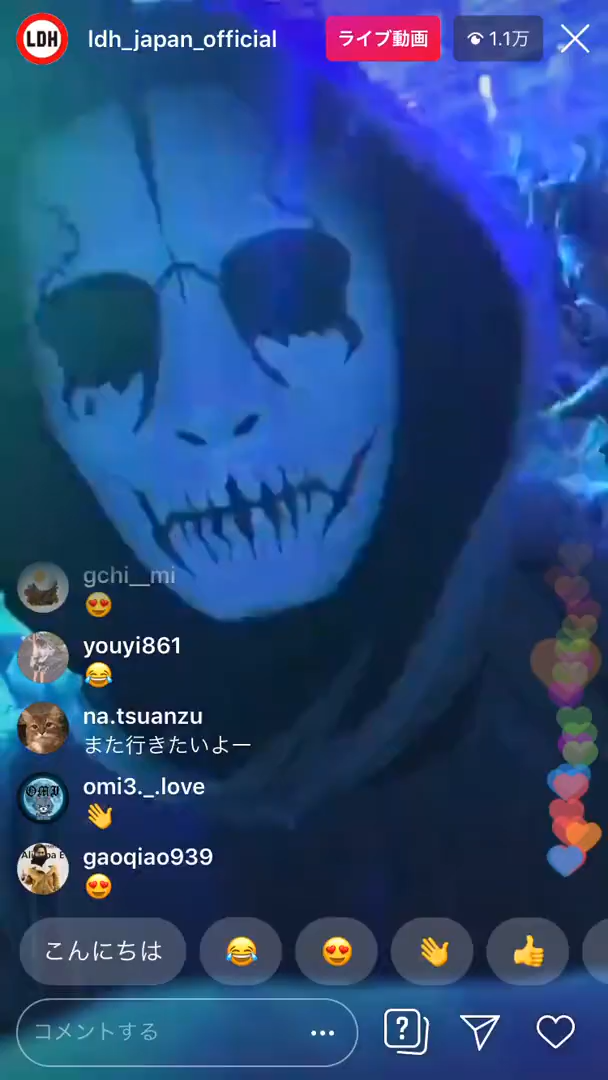 LDH ldh_japan_official ライブ動画 1.1万
gchi__mi
youyi861
na.tsuanzu
また行きたいよー
omi3._.love
OMI
gaoqiao939
こんにちは
コメントする
?